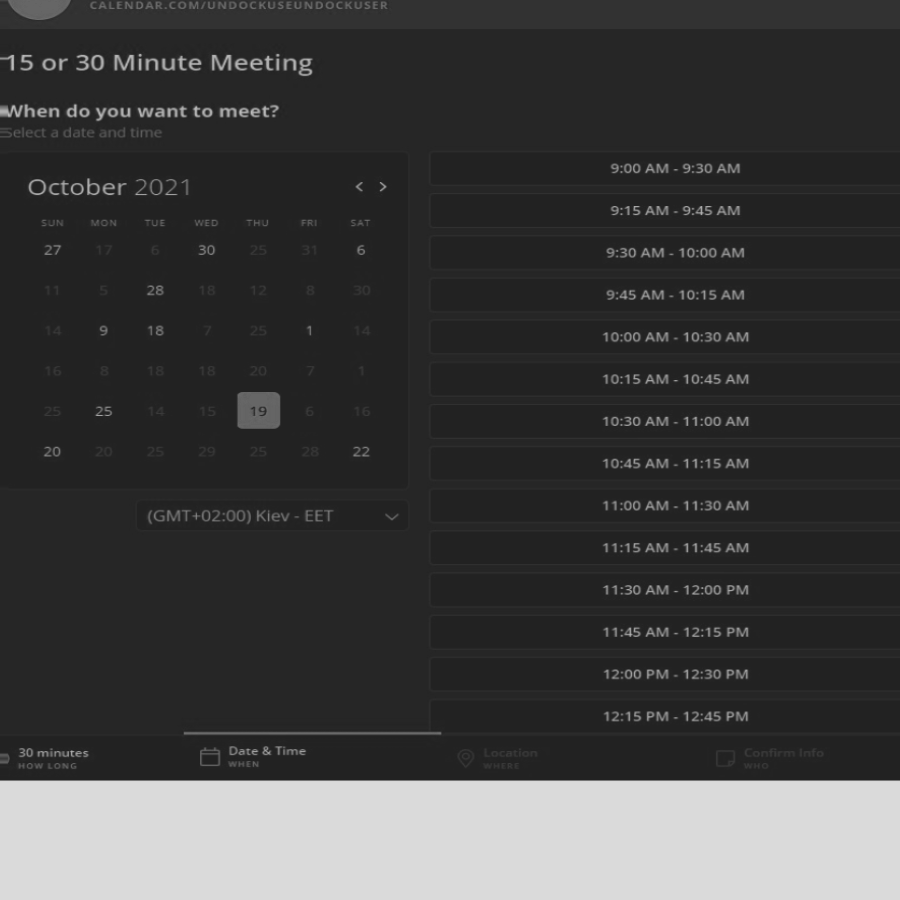 CALENDAR.COM/UNDOCKUSEUNDOCKUSER
15 or 30 Minute Meeting
When do you want to meet?
Select a date and time
October 2021
SUN MON TUE WED THU FRI SAT
27 17 6 30 25 31 6
11 5 28 18 12 8 30
14 9 18 7 25 1 14
16 8 18 18 20 7 1
25 25 14 15 19 6 16
20 20 25 29 25 28 22
(GMT+02:00) Kiev - EET
9:00 AM - 9:30 AM
9:15 AM - 9:45 AM
9:30 AM - 10:00 AM
9:45 AM - 10:15 AM
10:00 AM - 10:30 AM
10:15 AM - 10:45 AM
10:30 AM - 11:00 AM
10:45 AM - 11:15 AM
11:00 AM - 11:30 AM
11:15 AM - 11:45 AM
11:30 AM - 12:00 PM
11:45 AM - 12:15 PM
12:00 PM - 12:30 PM
12:15 PM - 12:45 PM
30 minutes
HOW LONG
Date & Time
WHEN
Location
WHERE
Confirm Info
WHO